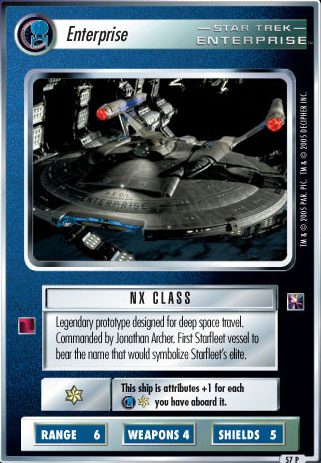 Enterprise
STAR TREK
ENTERPRISE™
ENTERPRISE
TM & © 2005 PAR. PIC. TM & © 2005 DECIPHER INC.
NX CLASS
Legendary prototype designed for deep space travel.
Commanded by Jonathan Archer. First Starfleet vessel to
bear the name that would symbolize Starfleet's elite.
This ship is attributes +1 for each
you have aboard it.
RANGE 6 WEAPONS 4 SHIELDS 5
57 P